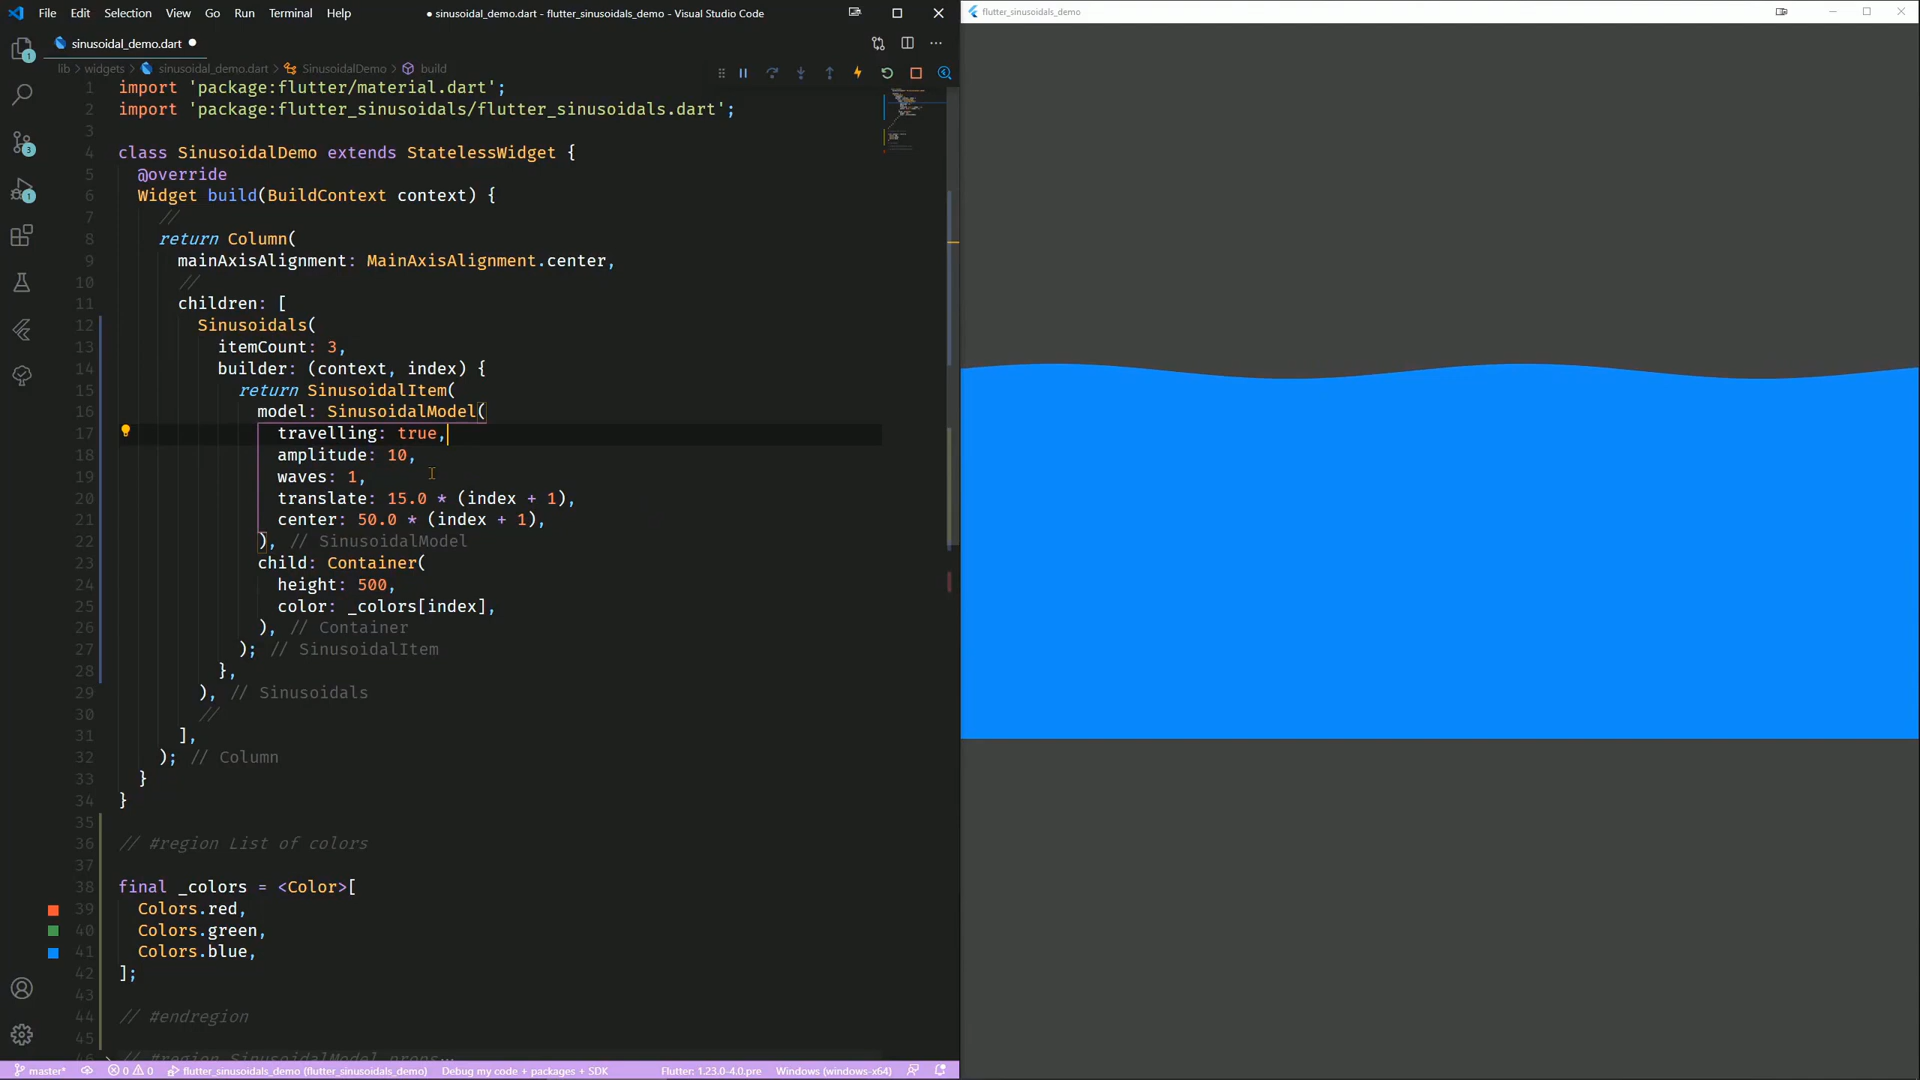 File Edit Selection View Go Run Terminal Help
● sinusoidal_demo.dart - flutter_sinusoidals_demo - Visual Studio Code
flutter_sinusoidals_demo
sinusoidal_demo.dart ●
lib > widgets > sinusoidal_demo.dart > SinusoidalDemo > build
1 import 'package:flutter/material.dart';
2 import 'package:flutter_sinusoidals/flutter_sinusoidals.dart';
3
4 class SinusoidalDemo extends StatelessWidget {
5 @override
6 Widget build(BuildContext context) {
7 //
8 return Column(
9 mainAxisAlignment: MainAxisAlignment.center,
10 //
11 children: [
12 Sinusoidals(
13 itemCount: 3,
14 builder: (context, index) {
15 return SinusoidalItem(
16 model: SinusoidalModel(
17 travelling: true,
18 amplitude: 10,
19 waves: 1,
20 translate: 15.0 * (index + 1),
21 center: 50.0 * (index + 1),
22 ), // SinusoidalModel
23 child: Container(
24 height: 500,
25 color: _colors[index],
26 ), // Container
27 ); // SinusoidalItem
28 },
29 ), // Sinusoidals
30 //
31 ],
32 ); // Column
33 }
34 }
35
36 // #region List of colors
37
38 final _colors = <Color>[
39 Colors.red,
40 Colors.green,
41 Colors.blue,
42 ];
43
44 // #endregion
45
46 // #region SinusoidalModel props…
1
3
1
master* 0 0 flutter_sinusoidals_demo (flutter_sinusoidals_demo) Debug my code + packages + SDK Flutter: 1.23.0-4.0.pre Windows (windows-x64)